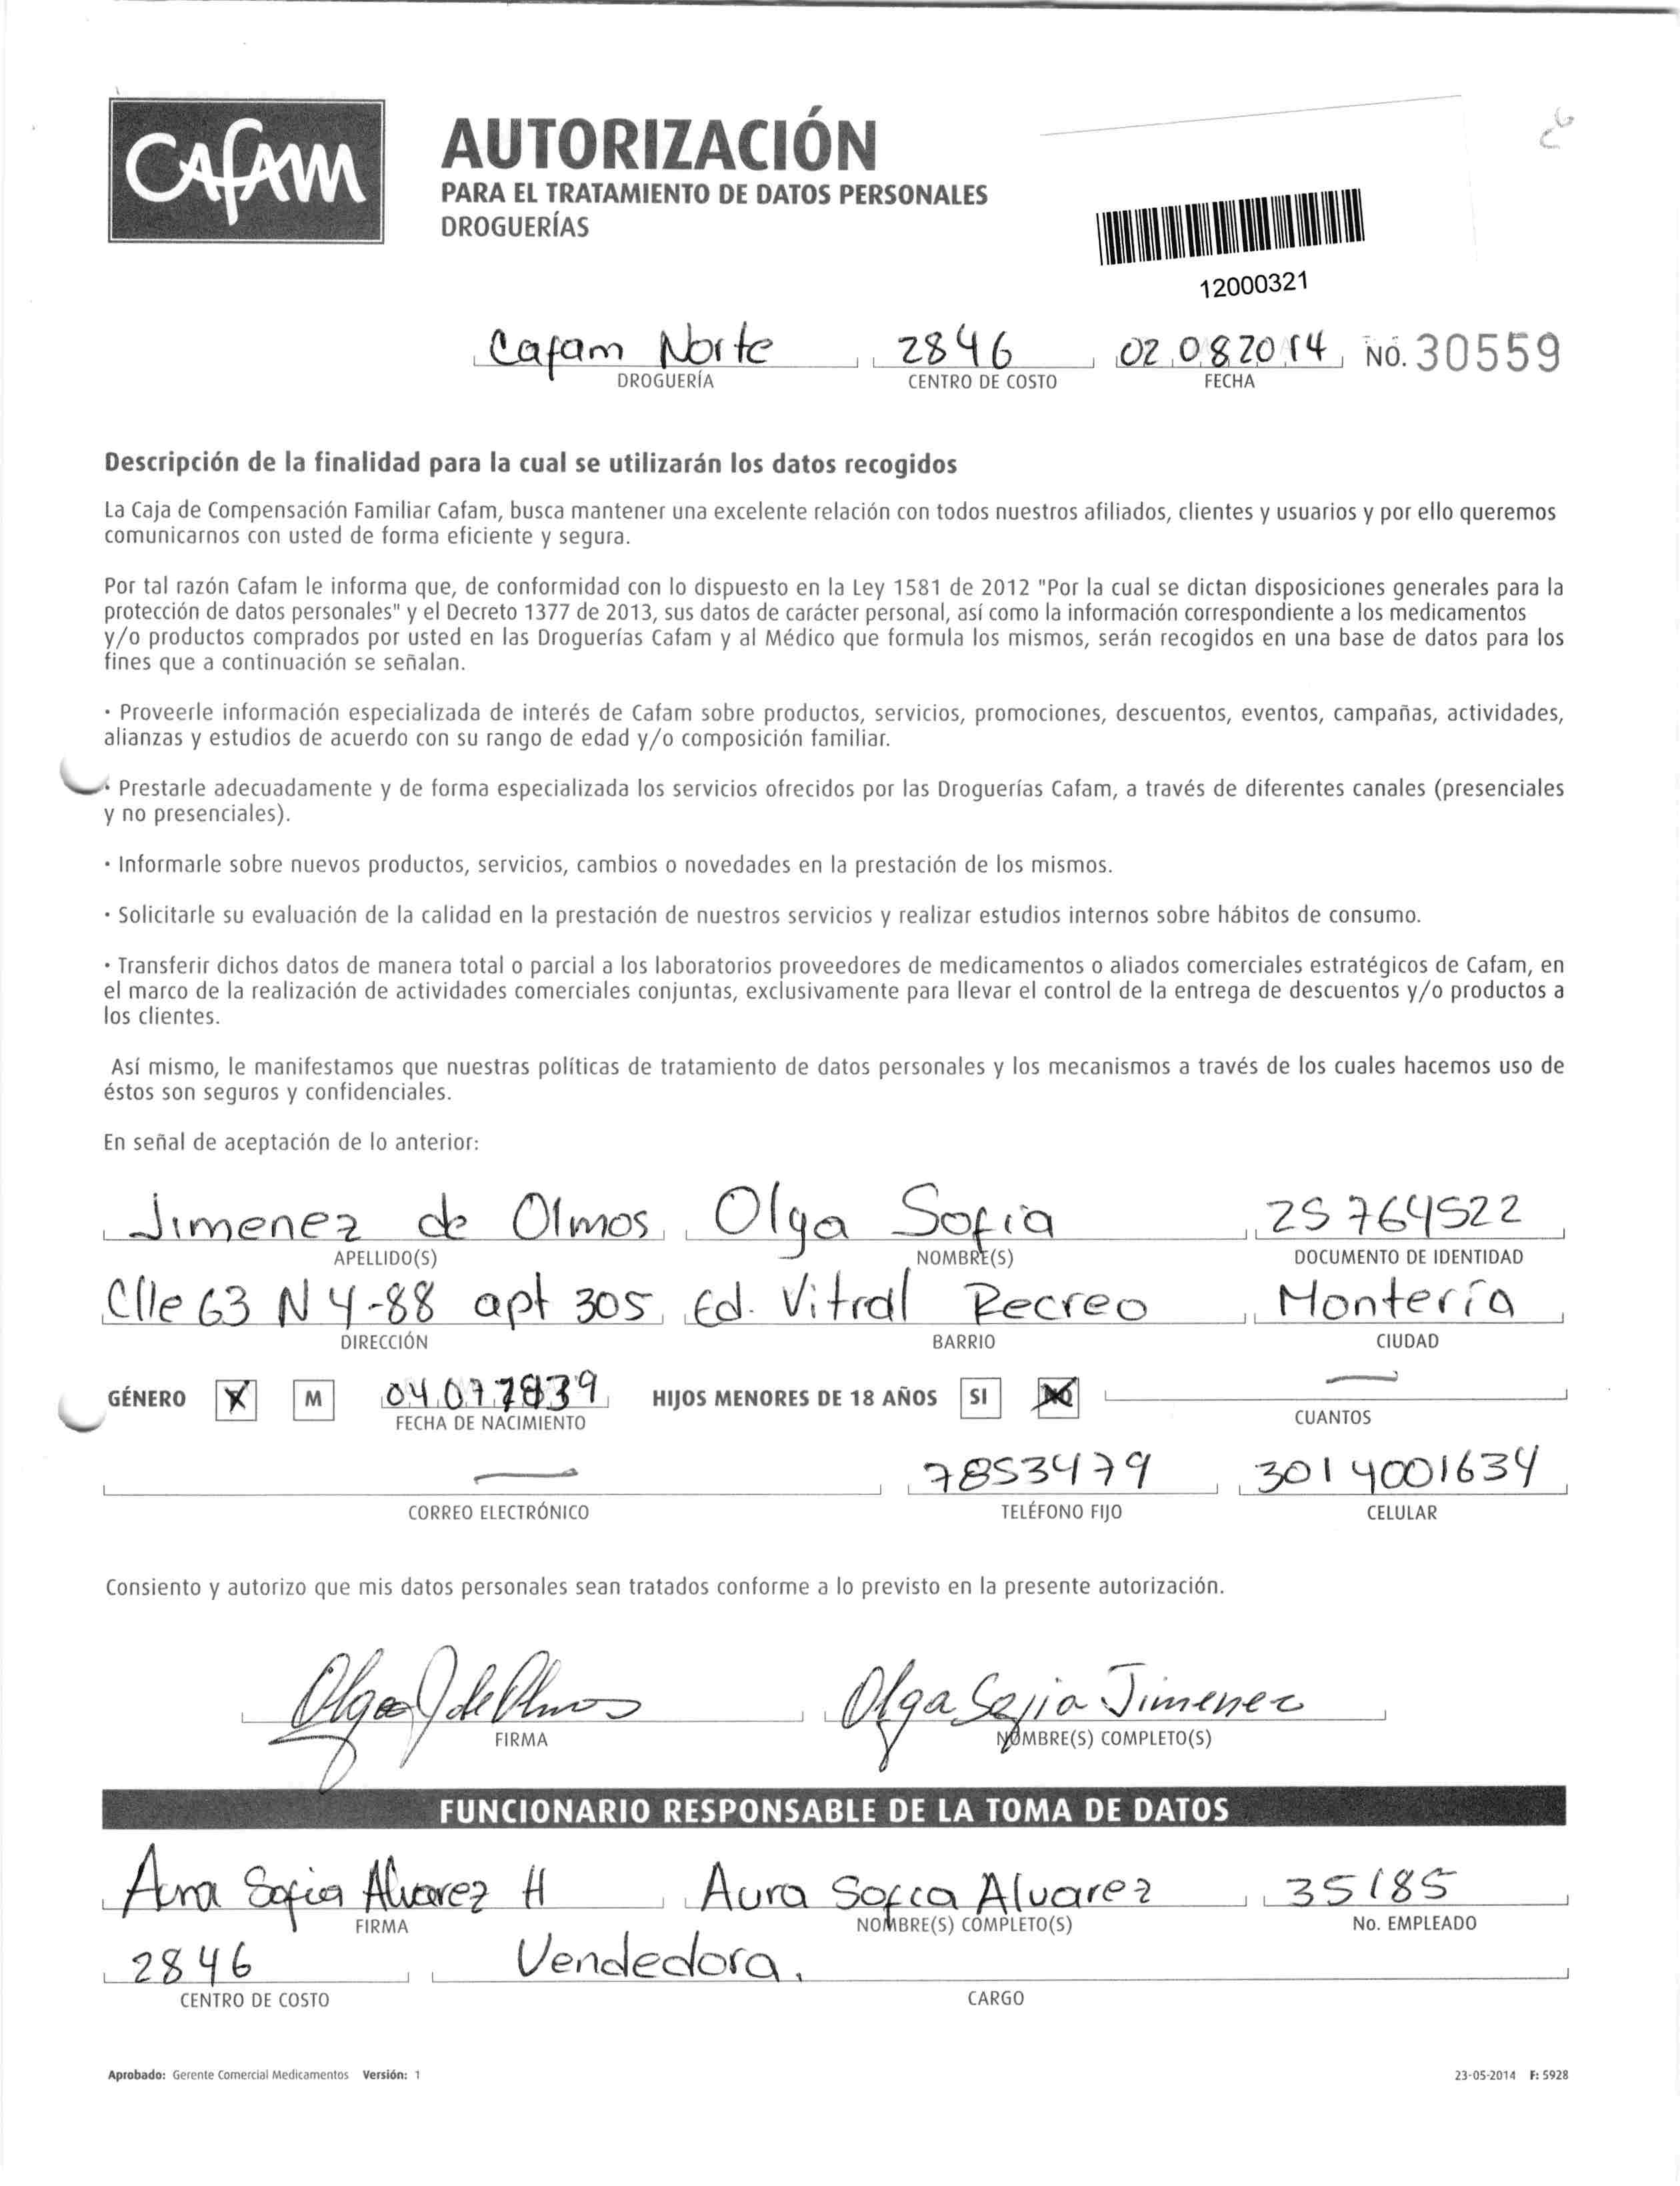 CAFAM
AUTORIZACIÓN
PARA EL TRATAMIENTO DE DATOS PERSONALES
DROGUERÍAS
12000321
Cafam Norte 2846 02 08 2014 NO. 30559
DROGUERÍA CENTRO DE COSTO FECHA
Descripción de la finalidad para la cual se utilizarán los datos recogidos
La Caja de Compensación Familiar Cafam, busca mantener una excelente relación con todos nuestros afiliados, clientes y usuarios y por ello queremos
comunicarnos con usted de forma eficiente y segura.
Por tal razón Cafam le informa que, de conformidad con lo dispuesto en la Ley 1581 de 2012 "Por la cual se dictan disposiciones generales para la
protección de datos personales" y el Decreto 1377 de 2013, sus datos de carácter personal, así como la información correspondiente a los medicamentos
y/o productos comprados por usted en las Droguerías Cafam y al Médico que formula los mismos, serán recogidos en una base de datos para los
fines que a continuación se señalan.
· Proveerle información especializada de interés de Cafam sobre productos, servicios, promociones, descuentos, eventos, campañas, actividades,
alianzas y estudios de acuerdo con su rango de edad y/o composición familiar.
· Prestarle adecuadamente y de forma especializada los servicios ofrecidos por las Droguerías Cafam, a través de diferentes canales (presenciales
y no presenciales).
· Informarle sobre nuevos productos, servicios, cambios o novedades en la prestación de los mismos.
· Solicitarle su evaluación de la calidad en la prestación de nuestros servicios y realizar estudios internos sobre hábitos de consumo.
· Transferir dichos datos de manera total o parcial a los laboratorios proveedores de medicamentos o aliados comerciales estratégicos de Cafam, en
el marco de la realización de actividades comerciales conjuntas, exclusivamente para llevar el control de la entrega de descuentos y/o productos a
los clientes.
Así mismo, le manifestamos que nuestras políticas de tratamiento de datos personales y los mecanismos a través de los cuales hacemos uso de
éstos son seguros y confidenciales.
En señal de aceptación de lo anterior:
Jimenez de Olmos Olga Sofia 25764522
APELLIDO(S) NOMBRE(S) DOCUMENTO DE IDENTIDAD
Clle 63 N 4-88 apt 305 Ed. Vitral Recreo Montería
DIRECCIÓN BARRIO CIUDAD
GÉNERO X M 04 07 1939 HIJOS MENORES DE 18 AÑOS SI NO —
FECHA DE NACIMIENTO CUANTOS
— 7853479 3014001634
CORREO ELECTRÓNICO TELÉFONO FIJO CELULAR
Consiento y autorizo que mis datos personales sean tratados conforme a lo previsto en la presente autorización.
Olga J de Olmos Olga Sofia Jimenez
FIRMA NOMBRE(S) COMPLETO(S)
FUNCIONARIO RESPONSABLE DE LA TOMA DE DATOS
Aura Sofia Alvarez H Aura Sofia Alvarez 35185
FIRMA NOMBRE(S) COMPLETO(S) No. EMPLEADO
2846 Vendedora.
CENTRO DE COSTO CARGO
Aprobado: Gerente Comercial Medicamentos Versión: 1 23-05-2014 F: 5928